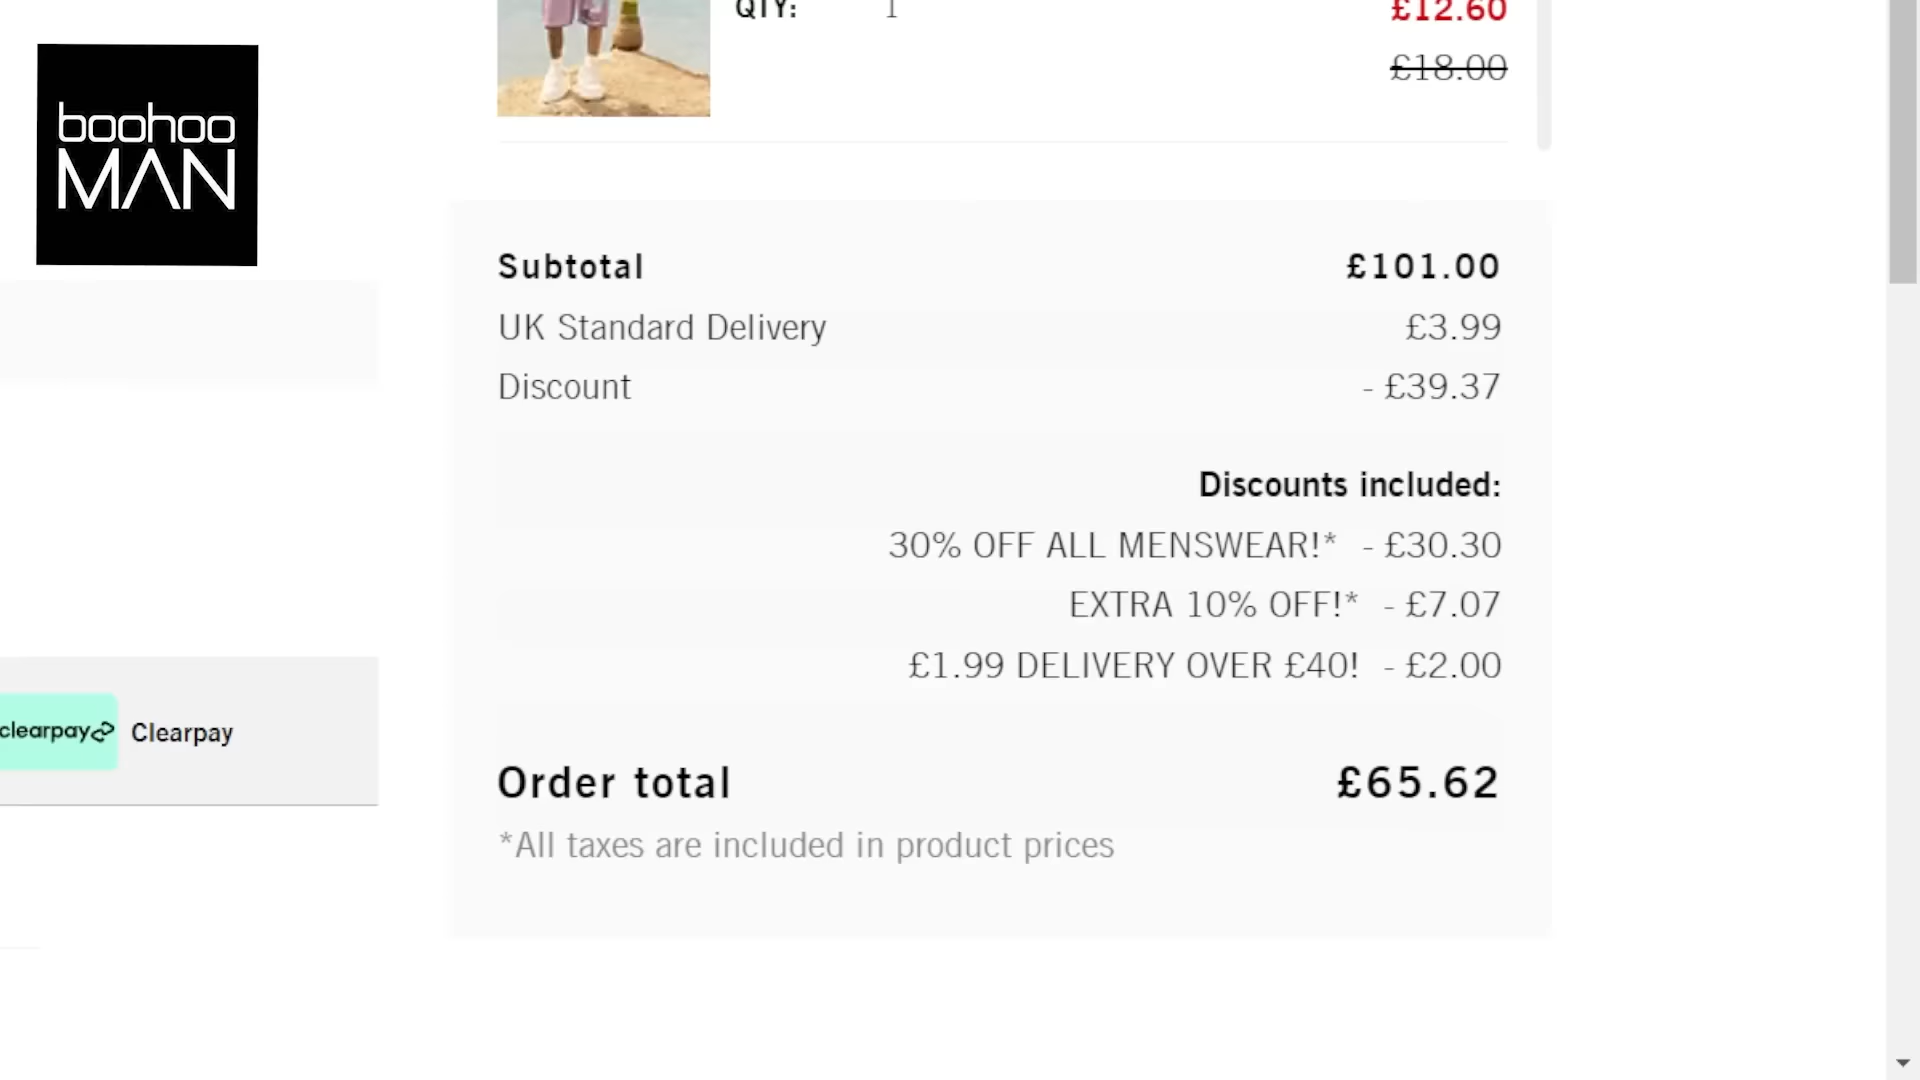 QTY: 1 £12.60
£18.00
boohoo
MAN
Subtotal £101.00
UK Standard Delivery £3.99
Discount - £39.37
Discounts included:
30% OFF ALL MENSWEAR!* - £30.30
EXTRA 10% OFF!* - £7.07
£1.99 DELIVERY OVER £40! - £2.00
clearpay Clearpay
Order total £65.62
*All taxes are included in product prices